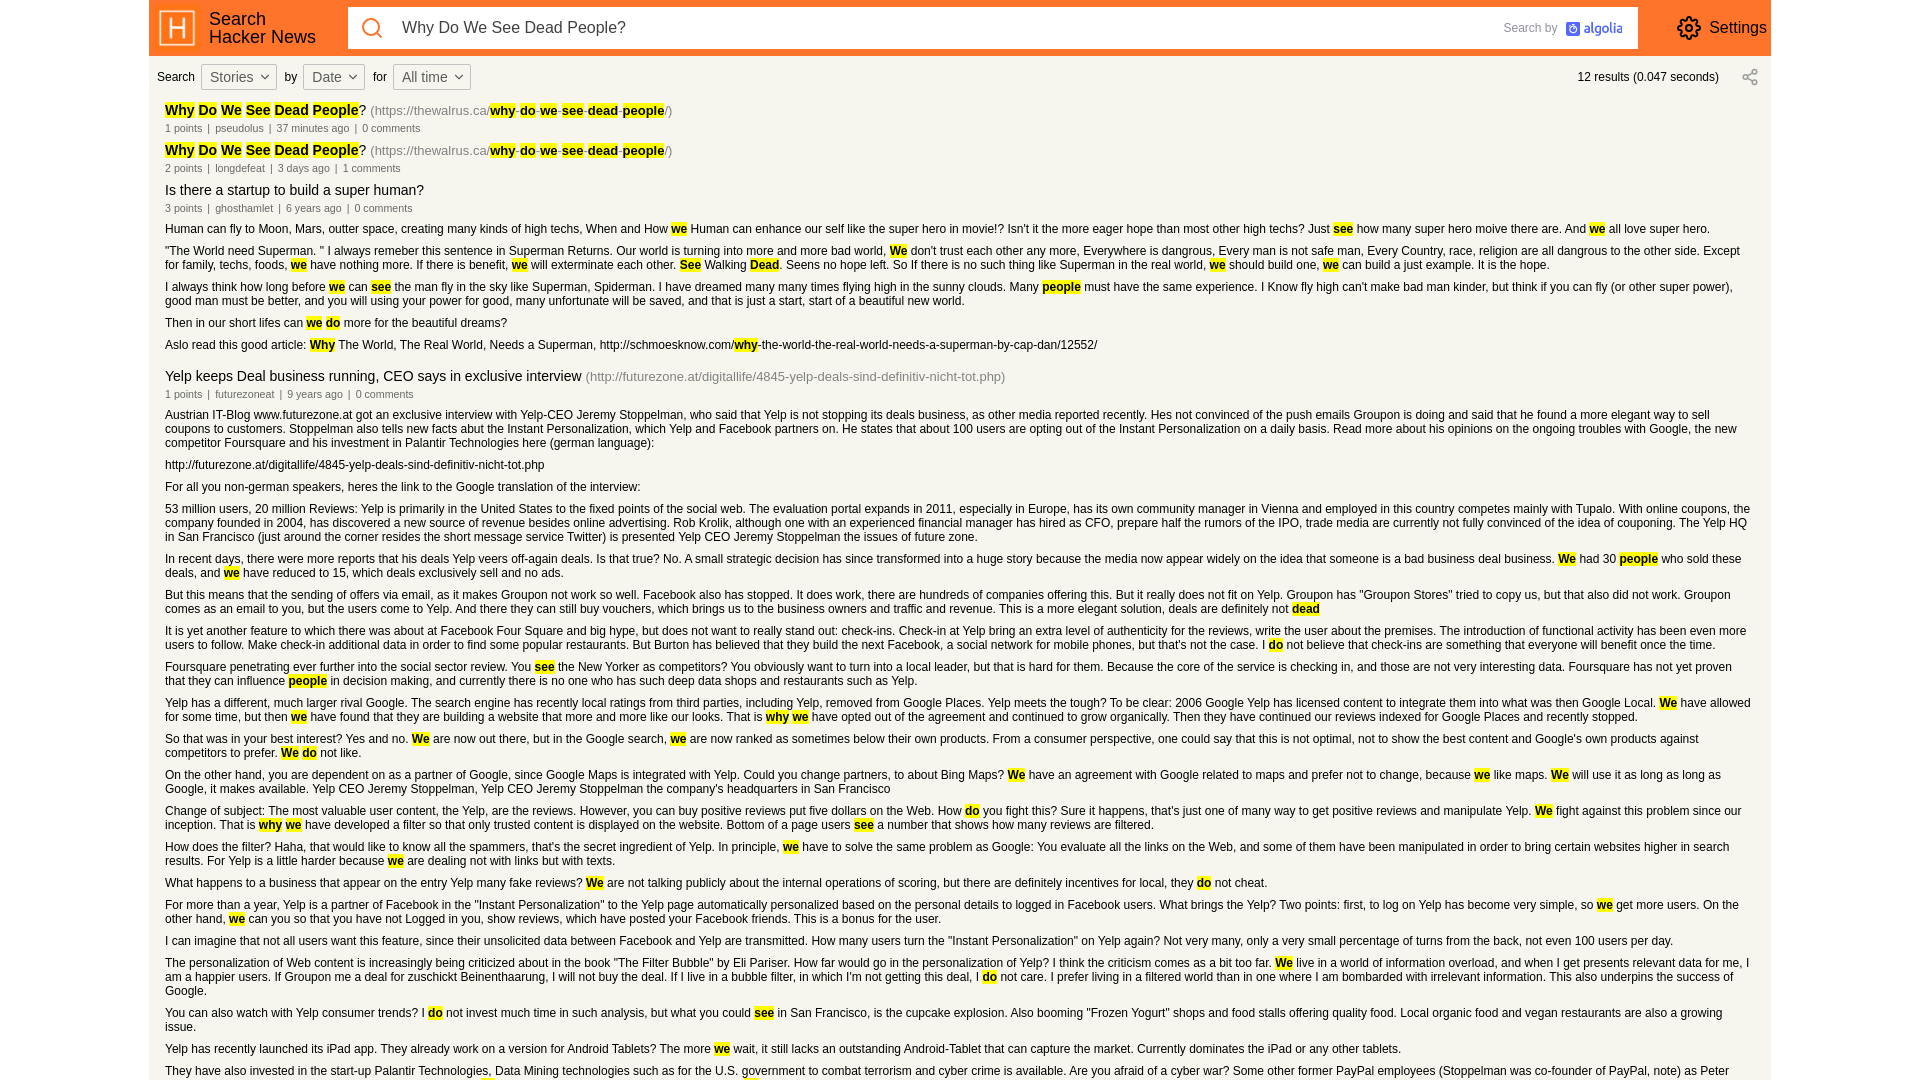 Search
Hacker News
Why Do We See Dead People?
Search by algolia
Settings
Search Stories by Date for All time
12 results (0.047 seconds)
Why Do We See Dead People? (https://thewalrus.ca/why-do-we-see-dead-people/)
1 points | pseudolus | 37 minutes ago | 0 comments
Why Do We See Dead People? (https://thewalrus.ca/why-do-we-see-dead-people/)
2 points | longdefeat | 3 days ago | 1 comments
Is there a startup to build a super human?
3 points | ghosthamlet | 6 years ago | 0 comments
Human can fly to Moon, Mars, outter space, creating many kinds of high techs, When and How we Human can enhance our self like the super hero in movie!? Isn't it the more eager hope than most other high techs? Just see how many super hero moive there are. And we all love super hero.
"The World need Superman. " I always remeber this sentence in Superman Returns. Our world is turning into more and more bad world, We don't trust each other any more, Everywhere is dangrous, Every man is not safe man, Every Country, race, religion are all dangrous to the other side. Except
for family, techs, foods, we have nothing more. If there is benefit, we will exterminate each other. See Walking Dead. Seens no hope left. So If there is no such thing like Superman in the real world, we should build one, we can build a just example. It is the hope.
I always think how long before we can see the man fly in the sky like Superman, Spiderman. I have dreamed many many times flying high in the sunny clouds. Many people must have the same experience. I Know fly high can't make bad man kinder, but think if you can fly (or other super power),
good man must be better, and you will using your power for good, many unfortunate will be saved, and that is just a start, start of a beautiful new world.
Then in our short lifes can we do more for the beautiful dreams?
Aslo read this good article: Why The World, The Real World, Needs a Superman, http://schmoesknow.com/why-the-world-the-real-world-needs-a-superman-by-cap-dan/12552/
Yelp keeps Deal business running, CEO says in exclusive interview (http://futurezone.at/digitallife/4845-yelp-deals-sind-definitiv-nicht-tot.php)
1 points | futurezoneat | 9 years ago | 0 comments
Austrian IT-Blog www.futurezone.at got an exclusive interview with Yelp-CEO Jeremy Stoppelman, who said that Yelp is not stopping its deals business, as other media reported recently. Hes not convinced of the push emails Groupon is doing and said that he found a more elegant way to sell
coupons to customers. Stoppelman also tells new facts abut the Instant Personalization, which Yelp and Facebook partners on. He states that about 100 users are opting out of the Instant Personalization on a daily basis. Read more about his opinions on the ongoing troubles with Google, the new
competitor Foursquare and his investment in Palantir Technologies here (german language):
http://futurezone.at/digitallife/4845-yelp-deals-sind-definitiv-nicht-tot.php
For all you non-german speakers, heres the link to the Google translation of the interview:
53 million users, 20 million Reviews: Yelp is primarily in the United States to the fixed points of the social web. The evaluation portal expands in 2011, especially in Europe, has its own community manager in Vienna and employed in this country competes mainly with Tupalo. With online coupons, the
company founded in 2004, has discovered a new source of revenue besides online advertising. Rob Krolik, although one with an experienced financial manager has hired as CFO, prepare half the rumors of the IPO, trade media are currently not fully convinced of the idea of couponing. The Yelp HQ
in San Francisco (just around the corner resides the short message service Twitter) is presented Yelp CEO Jeremy Stoppelman the issues of future zone.
In recent days, there were more reports that his deals Yelp veers off-again deals. Is that true? No. A small strategic decision has since transformed into a huge story because the media now appear widely on the idea that someone is a bad business deal business. We had 30 people who sold these
deals, and we have reduced to 15, which deals exclusively sell and no ads.
But this means that the sending of offers via email, as it makes Groupon not work so well. Facebook also has stopped. It does work, there are hundreds of companies offering this. But it really does not fit on Yelp. Groupon has "Groupon Stores" tried to copy us, but that also did not work. Groupon
comes as an email to you, but the users come to Yelp. And there they can still buy vouchers, which brings us to the business owners and traffic and revenue. This is a more elegant solution, deals are definitely not dead
It is yet another feature to which there was about at Facebook Four Square and big hype, but does not want to really stand out: check-ins. Check-in at Yelp bring an extra level of authenticity for the reviews, write the user about the premises. The introduction of functional activity has been even more
users to follow. Make check-in additional data in order to find some popular restaurants. But Burton has believed that they build the next Facebook, a social network for mobile phones, but that's not the case. I do not believe that check-ins are something that everyone will benefit once the time.
Foursquare penetrating ever further into the social sector review. You see the New Yorker as competitors? You obviously want to turn into a local leader, but that is hard for them. Because the core of the service is checking in, and those are not very interesting data. Foursquare has not yet proven
that they can influence people in decision making, and currently there is no one who has such deep data shops and restaurants such as Yelp.
Yelp has a different, much larger rival Google. The search engine has recently local ratings from third parties, including Yelp, removed from Google Places. Yelp meets the tough? To be clear: 2006 Google Yelp has licensed content to integrate them into what was then Google Local. We have allowed
for some time, but then we have found that they are building a website that more and more like our looks. That is why we have opted out of the agreement and continued to grow organically. Then they have continued our reviews indexed for Google Places and recently stopped.
So that was in your best interest? Yes and no. We are now out there, but in the Google search, we are now ranked as sometimes below their own products. From a consumer perspective, one could say that this is not optimal, not to show the best content and Google's own products against
competitors to prefer. We do not like.
On the other hand, you are dependent on as a partner of Google, since Google Maps is integrated with Yelp. Could you change partners, to about Bing Maps? We have an agreement with Google related to maps and prefer not to change, because we like maps. We will use it as long as long as
Google, it makes available. Yelp CEO Jeremy Stoppelman, Yelp CEO Jeremy Stoppelman the company's headquarters in San Francisco
Change of subject: The most valuable user content, the Yelp, are the reviews. However, you can buy positive reviews put five dollars on the Web. How do you fight this? Sure it happens, that's just one of many way to get positive reviews and manipulate Yelp. We fight against this problem since our
inception. That is why we have developed a filter so that only trusted content is displayed on the website. Bottom of a page users see a number that shows how many reviews are filtered.
How does the filter? Haha, that would like to know all the spammers, that's the secret ingredient of Yelp. In principle, we have to solve the same problem as Google: You evaluate all the links on the Web, and some of them have been manipulated in order to bring certain websites higher in search
results. For Yelp is a little harder because we are dealing not with links but with texts.
What happens to a business that appear on the entry Yelp many fake reviews? We are not talking publicly about the internal operations of scoring, but there are definitely incentives for local, they do not cheat.
For more than a year, Yelp is a partner of Facebook in the "Instant Personalization" to the Yelp page automatically personalized based on the personal details to logged in Facebook users. What brings the Yelp? Two points: first, to log on Yelp has become very simple, so we get more users. On the
other hand, we can you so that you have not Logged in you, show reviews, which have posted your Facebook friends. This is a bonus for the user.
I can imagine that not all users want this feature, since their unsolicited data between Facebook and Yelp are transmitted. How many users turn the "Instant Personalization" on Yelp again? Not very many, only a very small percentage of turns from the back, not even 100 users per day.
The personalization of Web content is increasingly being criticized about in the book "The Filter Bubble" by Eli Pariser. How far would go in the personalization of Yelp? I think the criticism comes as a bit too far. We live in a world of information overload, and when I get presents relevant data for me, I
am a happier users. If Groupon me a deal for zuschickt Beinenthaarung, I will not buy the deal. If I live in a bubble filter, in which I'm not getting this deal, I do not care. I prefer living in a filtered world than in one where I am bombarded with irrelevant information. This also underpins the success of
Google.
You can also watch with Yelp consumer trends? I do not invest much time in such analysis, but what you could see in San Francisco, is the cupcake explosion. Also booming "Frozen Yogurt" shops and food stalls offering quality food. Local organic food and vegan restaurants are also a growing
issue.
Yelp has recently launched its iPad app. They already work on a version for Android Tablets? The more we wait, it still lacks an outstanding Android-Tablet that can capture the market. Currently dominates the iPad or any other tablets.
They have also invested in the start-up Palantir Technologies, Data Mining technologies such as for the U.S. government to combat terrorism and cyber crime is available. Are you afraid of a cyber war? Some other former PayPal employees (Stoppelman was co-founder of PayPal, note) as Peter